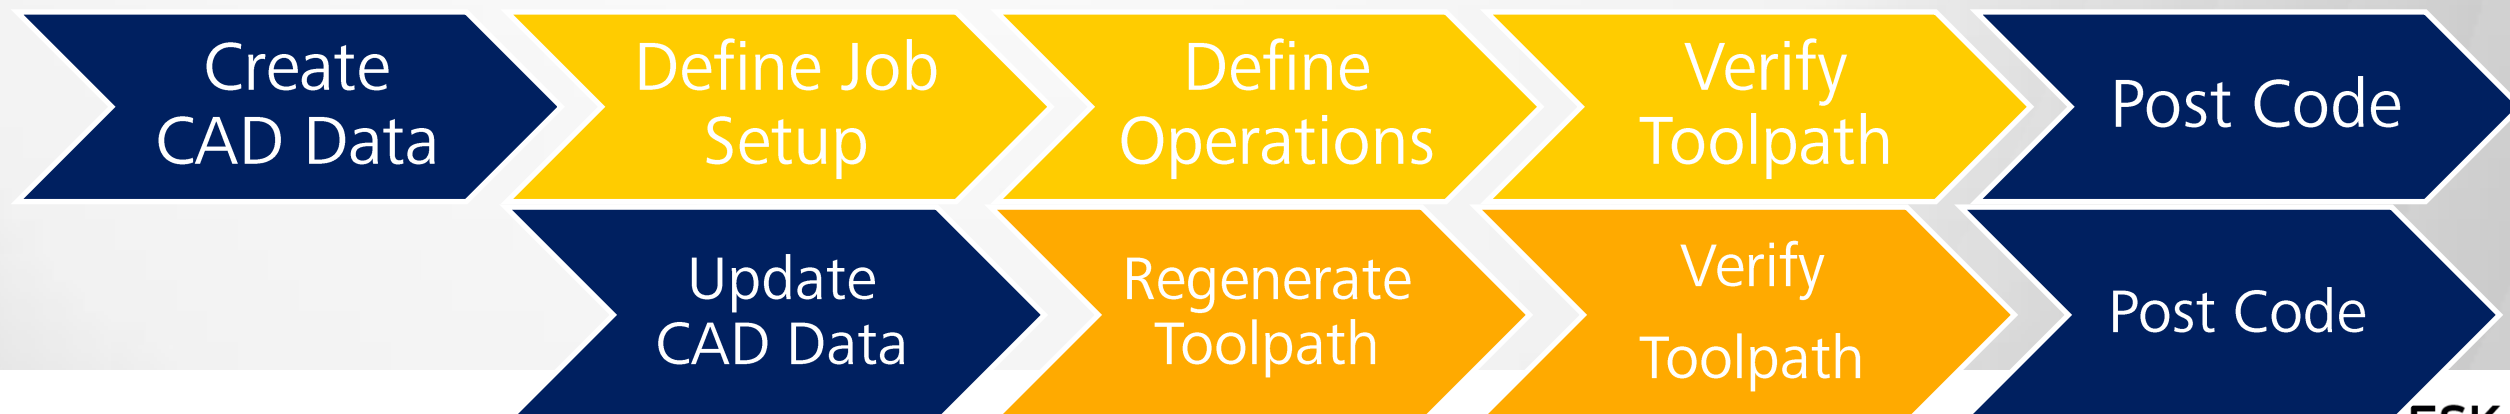 Create
CAD Data
Define Job
Setup
Define
Operations
Verify
Toolpath
Post Code
Update
CAD Data
Regenerate
Toolpath
Verify
Toolpath
Post Code